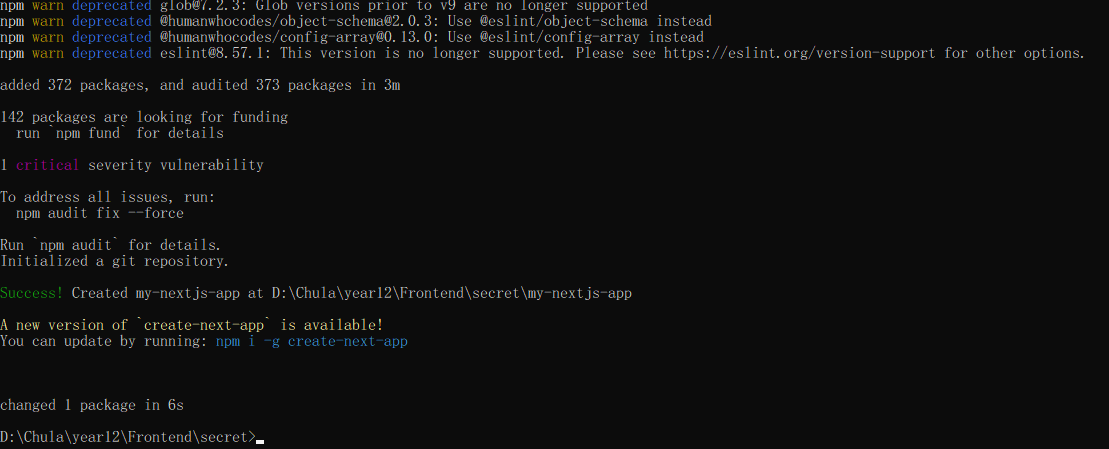 npm warn deprecated glob@7.2.3: Glob versions prior to v9 are no longer supported
npm warn deprecated @humanwhocodes/object-schema@2.0.3: Use @eslint/object-schema instead
npm warn deprecated @humanwhocodes/config-array@0.13.0: Use @eslint/config-array instead
npm warn deprecated eslint@8.57.1: This version is no longer supported. Please see https://eslint.org/version-support for other options.
added 372 packages, and audited 373 packages in 3m
142 packages are looking for funding
run `npm fund` for details
1 critical severity vulnerability
To address all issues, run:
npm audit fix --force
Run `npm audit` for details.
Initialized a git repository.
Success! Created my-nextjs-app at D:\Chula\year12\Frontend\secret\my-nextjs-app
A new version of `create-next-app` is available!
You can update by running: npm i -g create-next-app
changed 1 package in 6s
D:\Chula\year12\Frontend\secret>